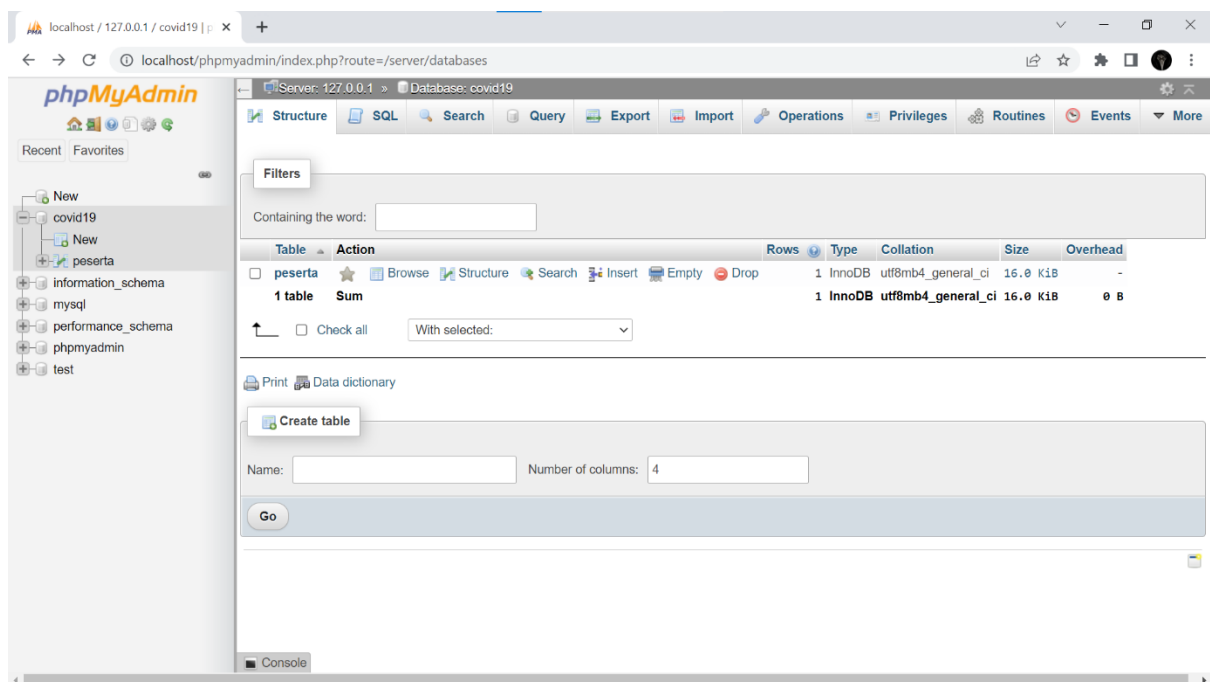 localhost / 127.0.0.1 / covid19 | p
localhost/phpmyadmin/index.php?route=/server/databases
phpMyAdmin
Recent Favorites
New
covid19
New
peserta
information_schema
mysql
performance_schema
phpmyadmin
test
Server: 127.0.0.1 » Database: covid19
Structure SQL Search Query Export Import Operations Privileges Routines Events More
Filters
Containing the word:
Table Action Rows Type Collation Size Overhead
peserta Browse Structure Search Insert Empty Drop 1 InnoDB utf8mb4_general_ci 16.0 KiB -
1 table Sum 1 InnoDB utf8mb4_general_ci 16.0 KiB 0 B
Check all With selected:
Print Data dictionary
Create table
Name: Number of columns: 4
Go
Console